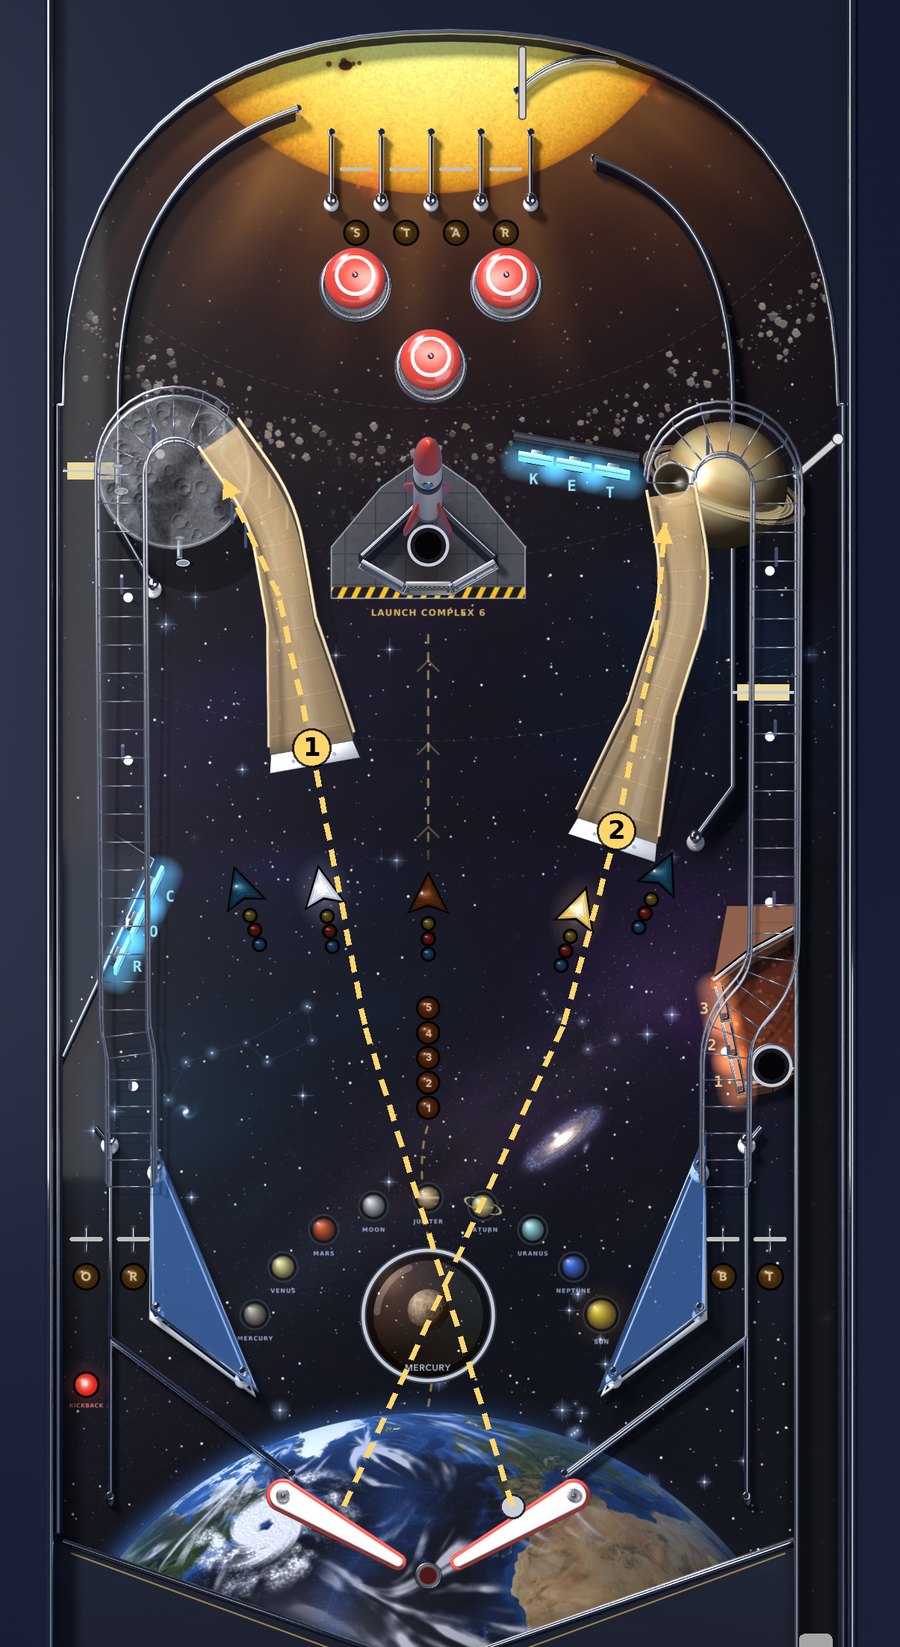 S T A R
K E T
LAUNCH COMPLEX 6
1
2
C
O
R
3
2
1
5
4
3
2
1
JUPITER
MOON
SATURN
MARS
URANUS
VENUS
NEPTUNE
MERCURY
SUN
MERCURY
O R
B T
KICKBACK